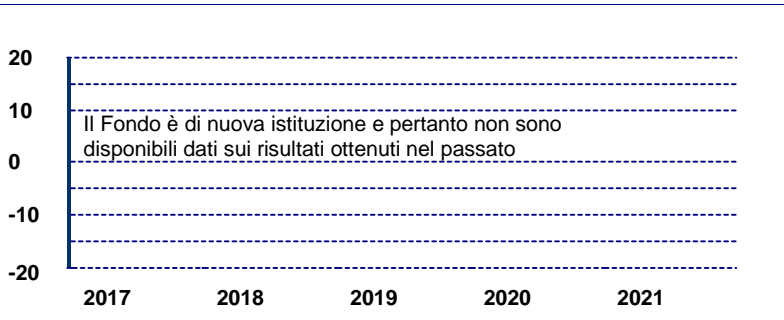 20
10
Il Fondo è di nuova istituzione e pertanto non sono
disponibili dati sui risultati ottenuti nel passato
0
-10
-20
2017 2018 2019 2020 2021